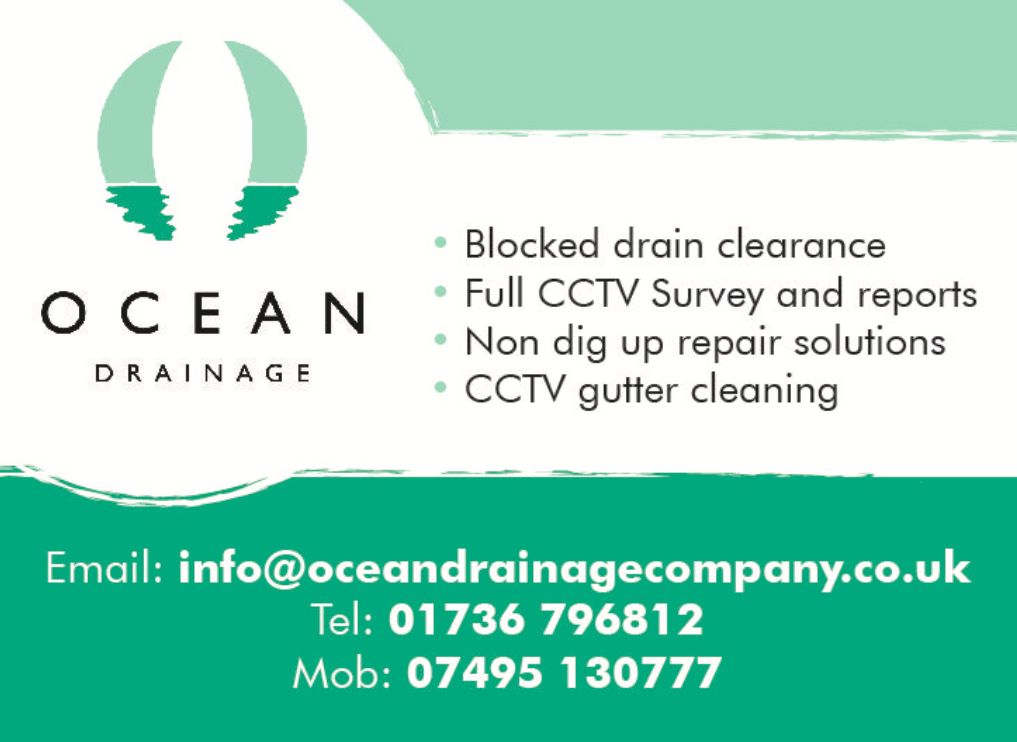 OCEAN
DRAINAGE
• Blocked drain clearance
• Full CCTV Survey and reports
• Non dig up repair solutions
• CCTV gutter cleaning
Email: info@oceandrainagecompany.co.uk
Tel: 01736 796812
Mob: 07495 130777